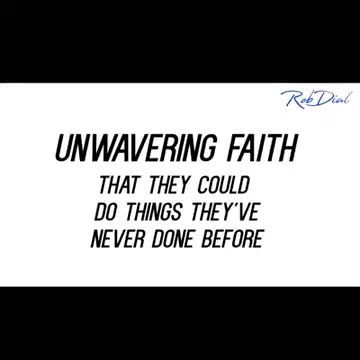 Rob Dial
UNWAVERING FAITH
THAT THEY COULD
DO THINGS THEY'VE
NEVER DONE BEFORE